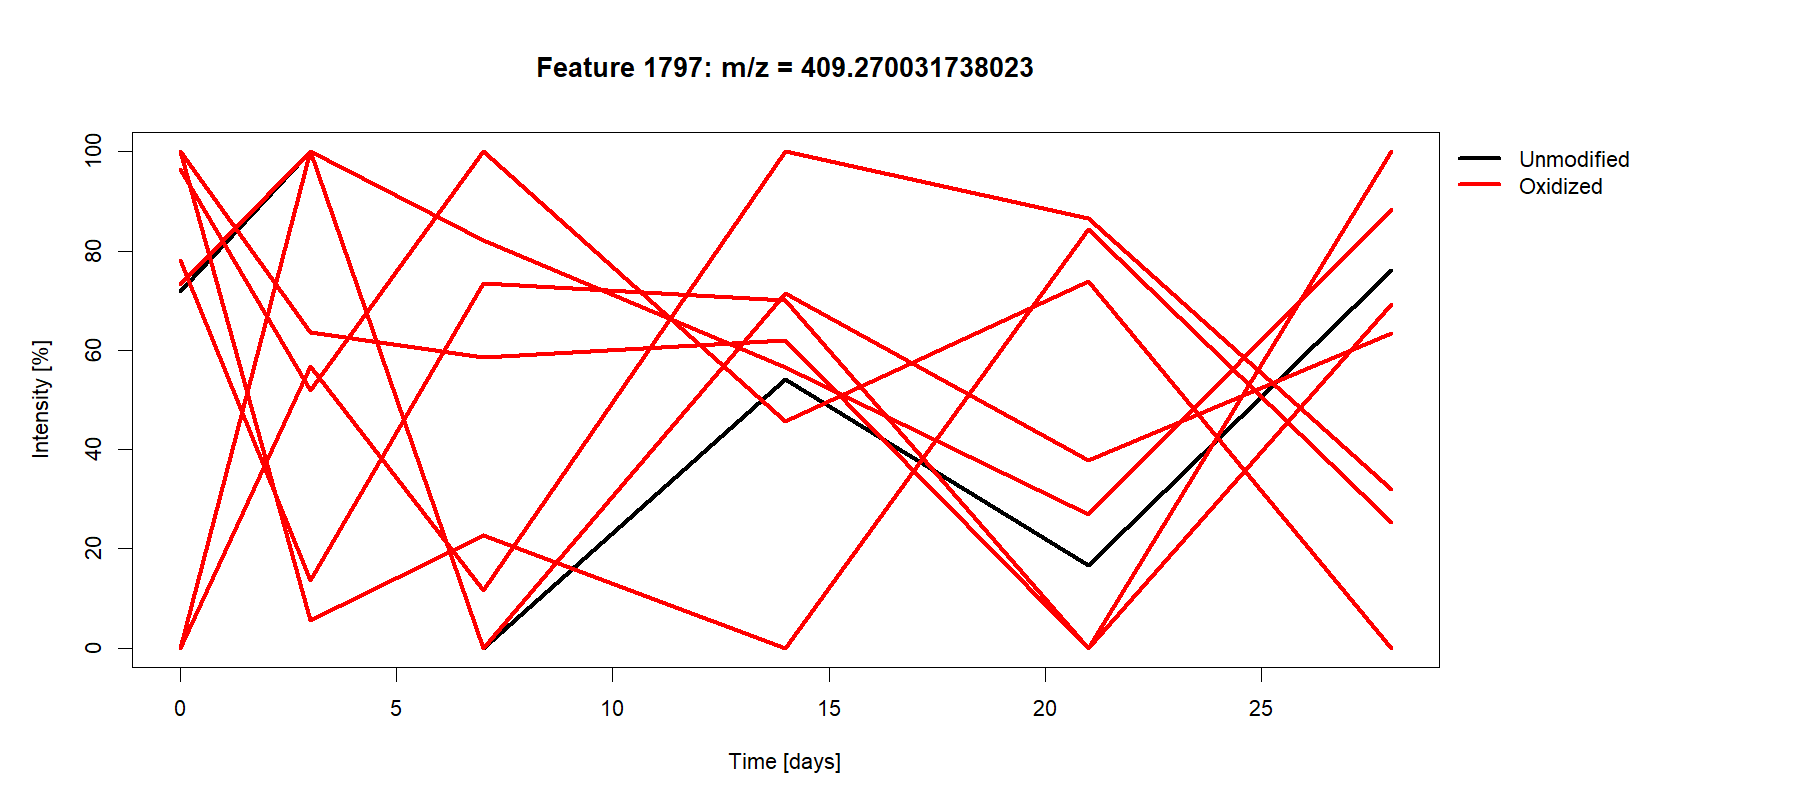 Feature 1797: m/z = 409.270031738023
Unmodified
Oxidized
Intensity [%]
100
80
60
40
20
0
0 5 10 15 20 25
Time [days]